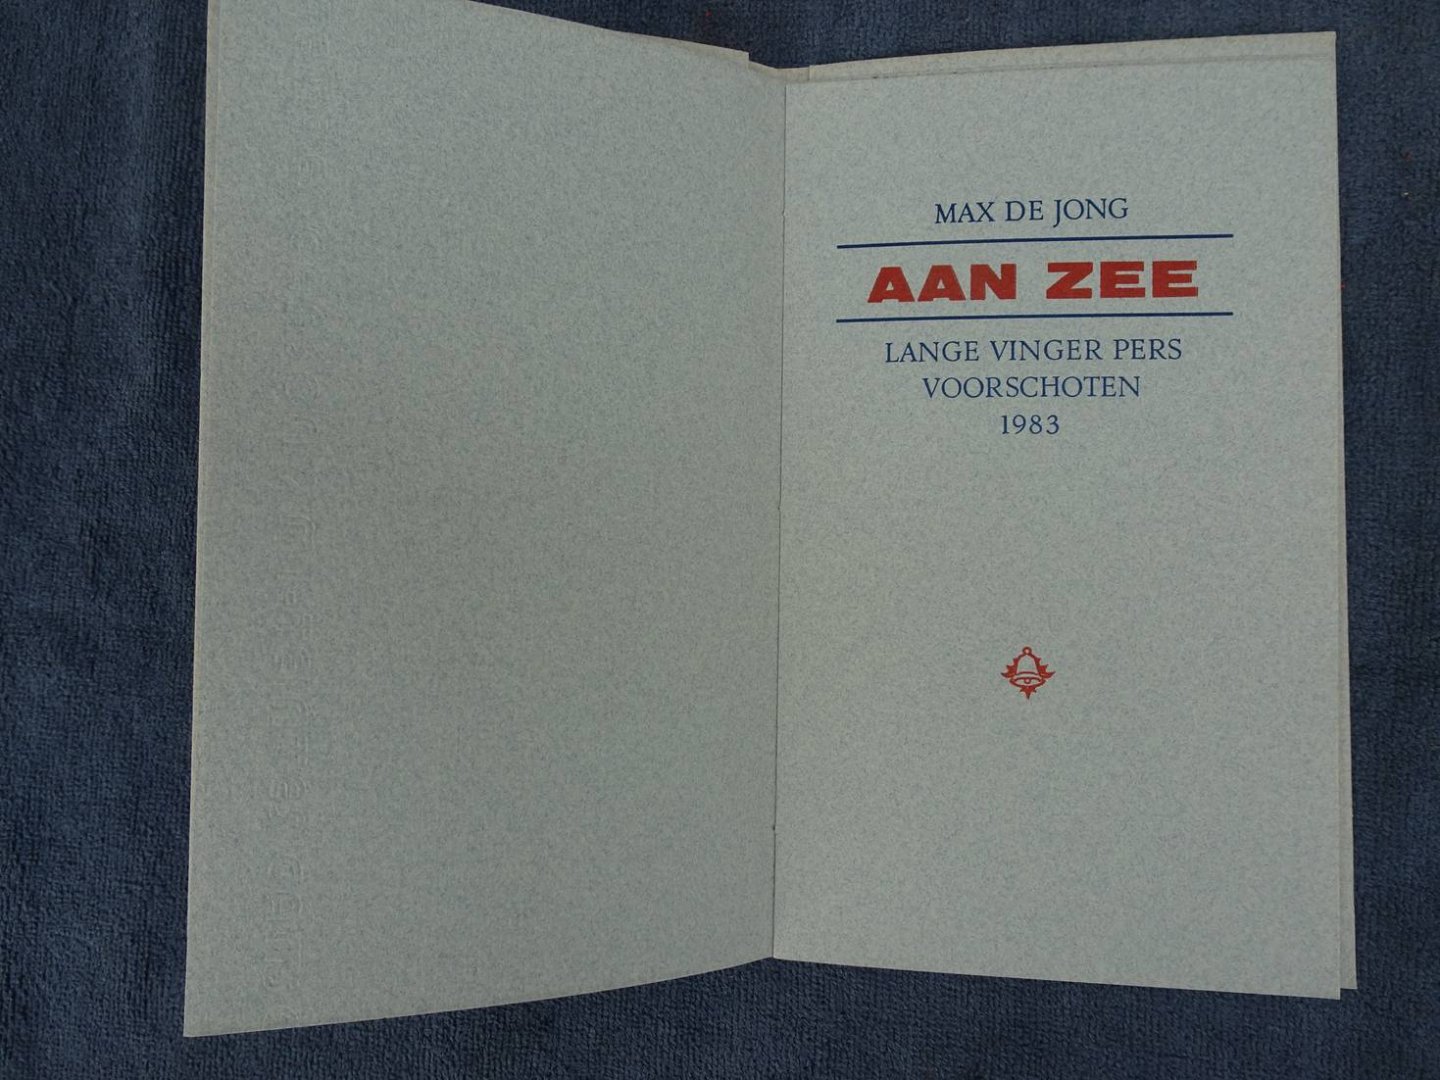 MAX DE JONG
AAN ZEE
LANGE VINGER PERS
VOORSCHOTEN
1983